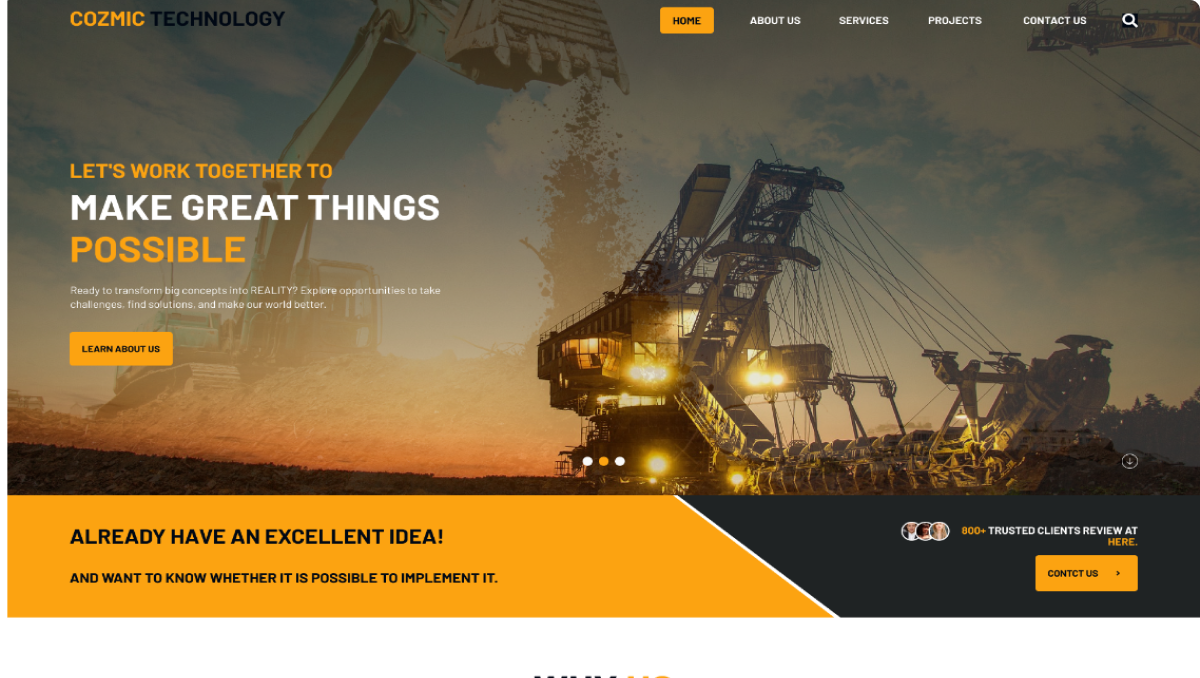 COZMIC TECHNOLOGY
HOME
ABOUT US
SERVICES
PROJECTS
CONTACT US
LET'S WORK TOGETHER TO
MAKE GREAT THINGS
POSSIBLE
Ready to transform big concepts into REALITY? Explore opportunities to take
challenges, find solutions, and make our world better.
LEARN ABOUT US
ALREADY HAVE AN EXCELLENT IDEA!
AND WANT TO KNOW WHETHER IT IS POSSIBLE TO IMPLEMENT IT.
800+ TRUSTED CLIENTS REVIEW AT
HERE.
CONTCT US >